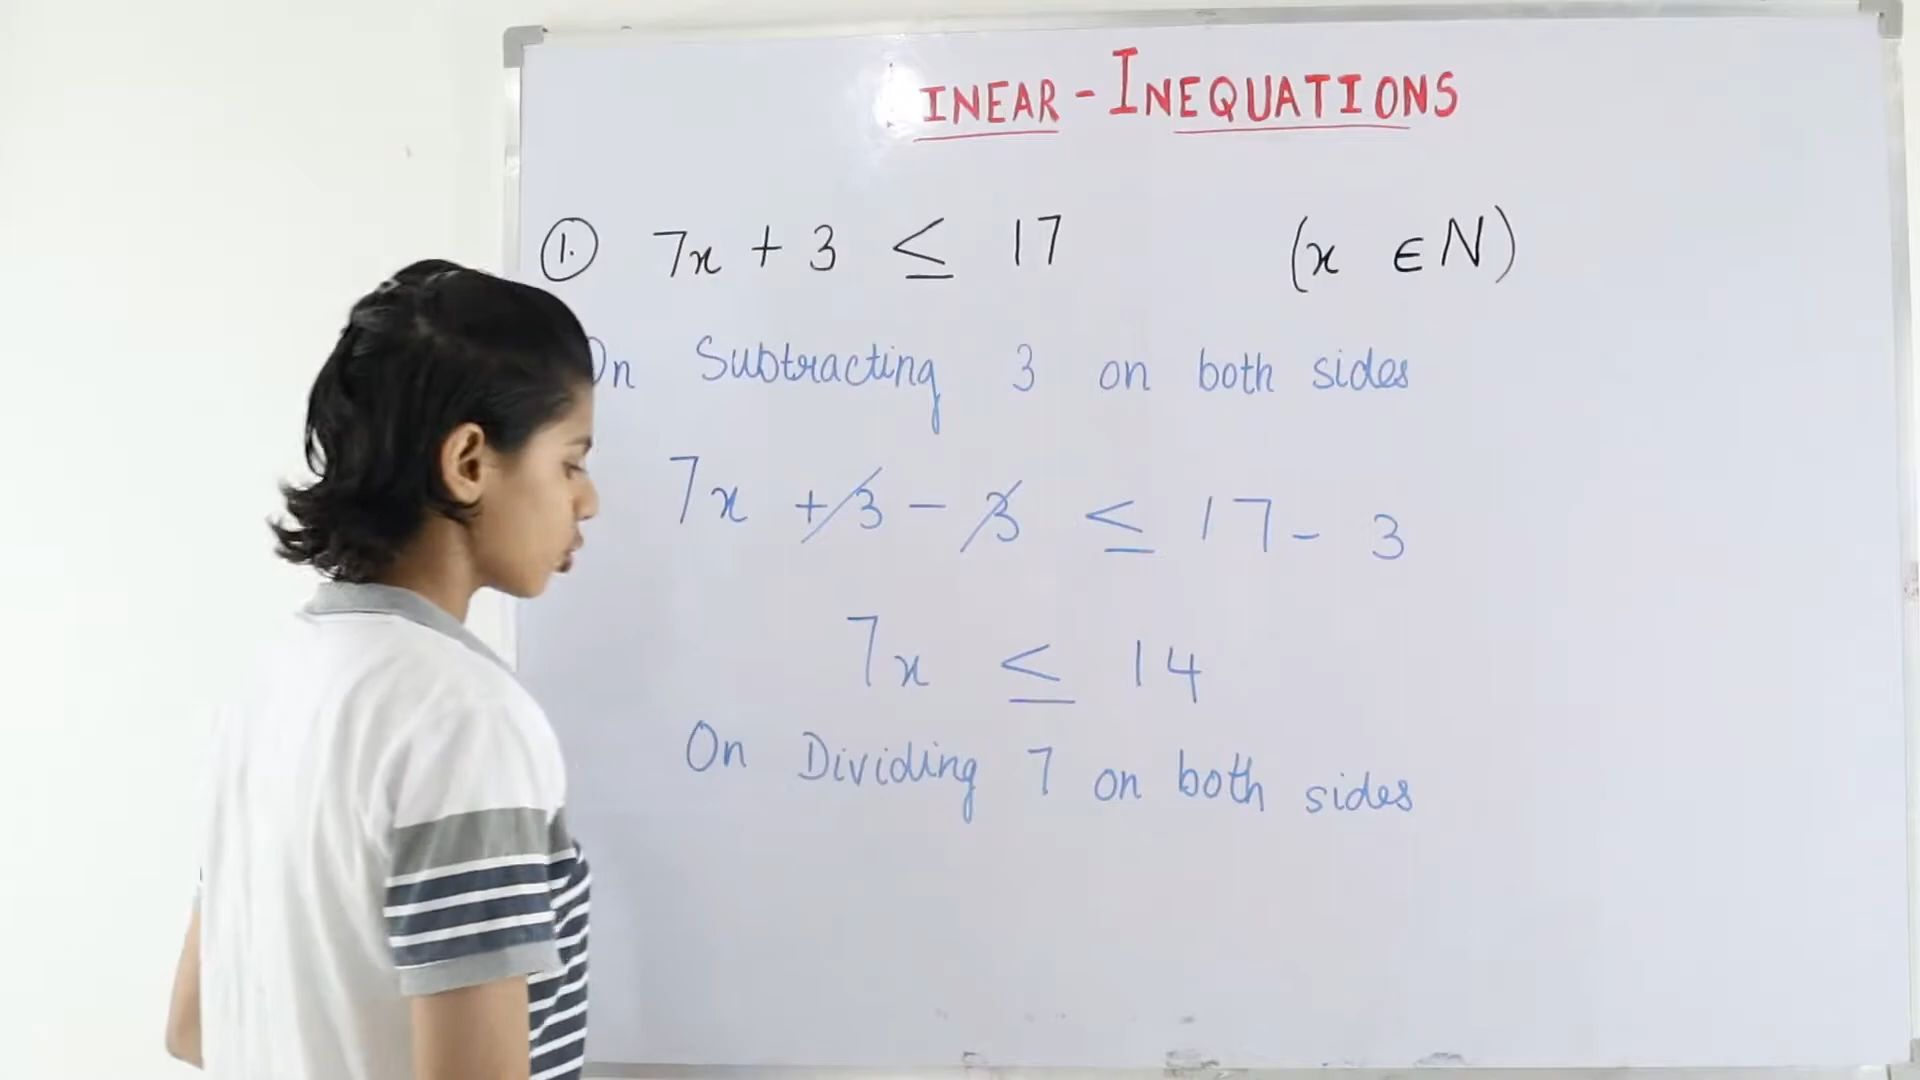 LINEAR - INEQUATIONS
1. 7x + 3 ≤ 17 (x ∈ N)
On Subtracting 3 on both sides
7x + 3 - 3 ≤ 17 - 3
7x ≤ 14
On Dividing 7 on both sides